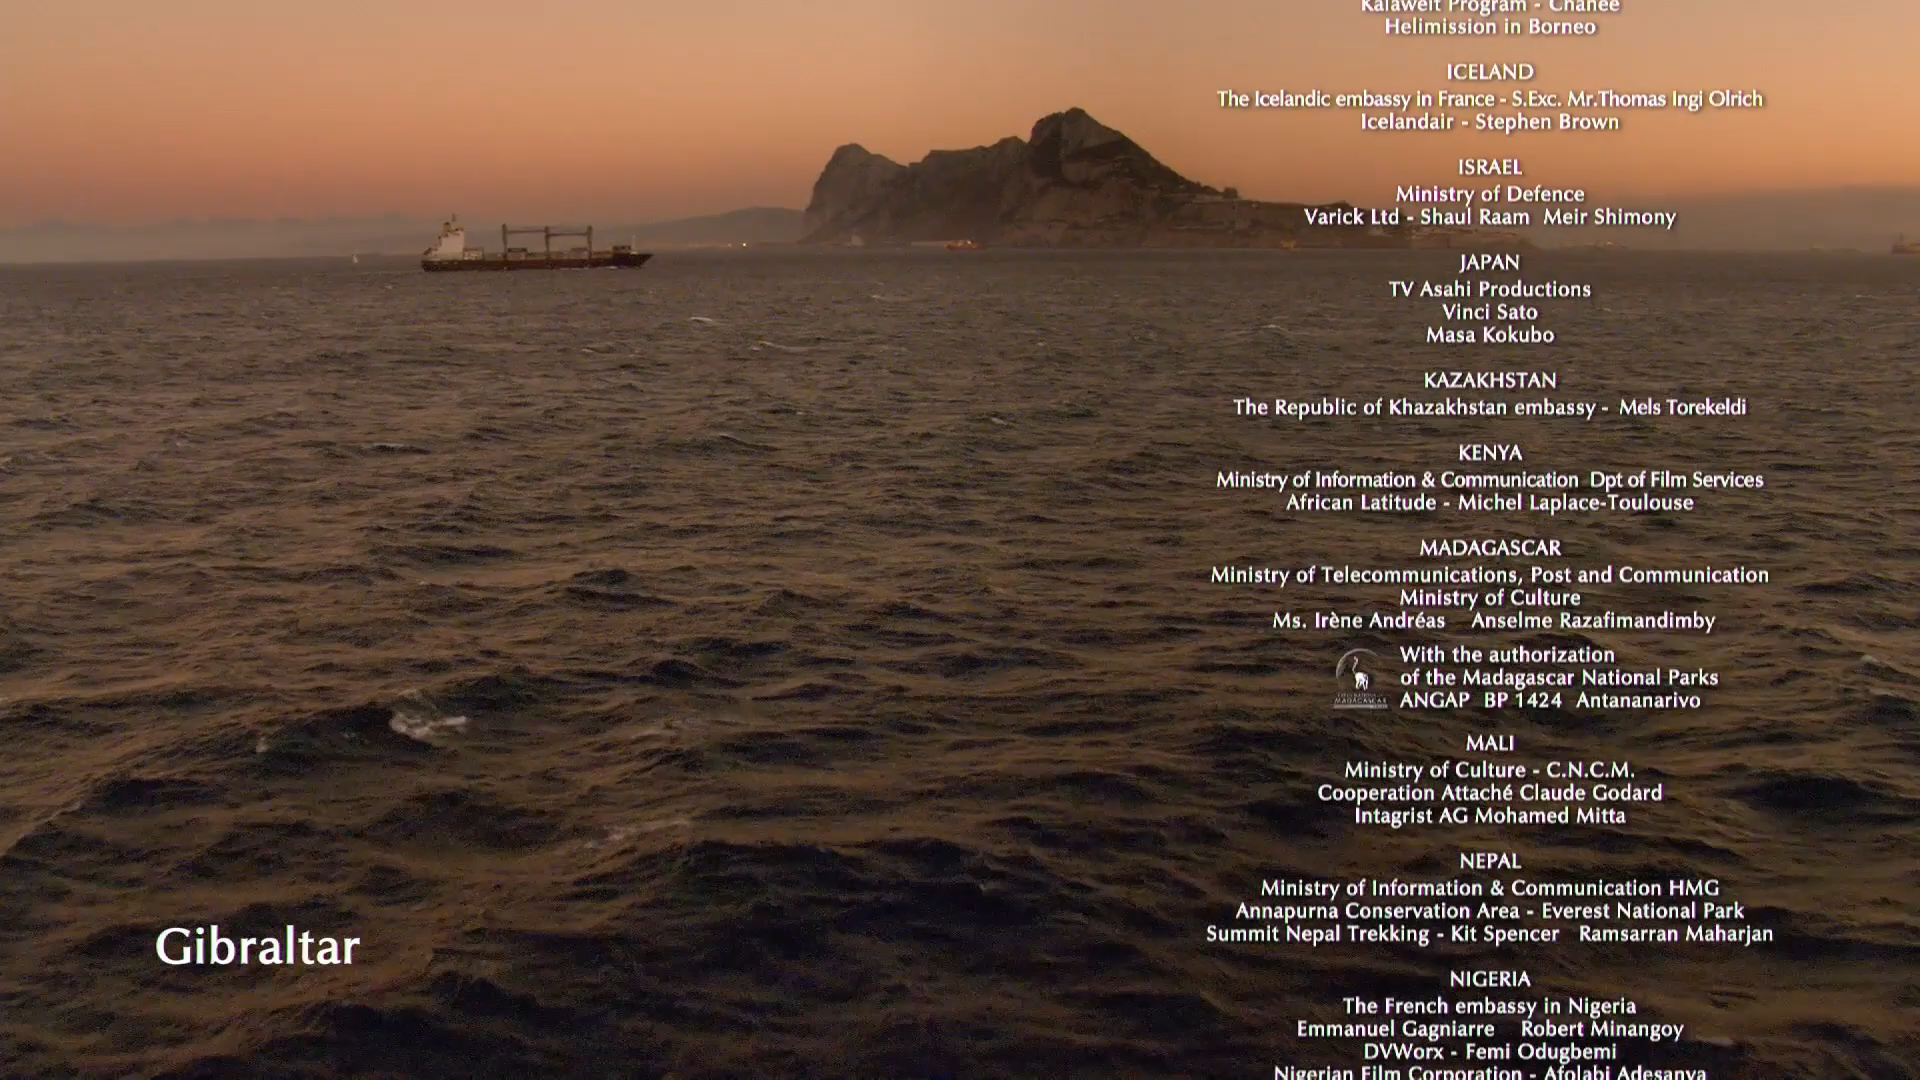 Kalaweit Program - Chanee
Helimission in Borneo
ICELAND
The Icelandic embassy in France - S.Exc. Mr.Thomas Ingi Olrich
Icelandair - Stephen Brown
ISRAEL
Ministry of Defence
Varick Ltd - Shaul Raam Meir Shimony
JAPAN
TV Asahi Productions
Vinci Sato
Masa Kokubo
KAZAKHSTAN
The Republic of Khazakhstan embassy - Mels Torekeldi
KENYA
Ministry of Information & Communication Dpt of Film Services
African Latitude - Michel Laplace-Toulouse
MADAGASCAR
Ministry of Telecommunications, Post and Communication
Ministry of Culture
Ms. Irène Andréas Anselme Razafimandimby
With the authorization
of the Madagascar National Parks
MADAGASCAR
ANGAP BP 1424 Antananarivo
MALI
Ministry of Culture - C.N.C.M.
Cooperation Attaché Claude Godard
Intagrist AG Mohamed Mitta
NEPAL
Ministry of Information & Communication HMG
Annapurna Conservation Area - Everest National Park
Summit Nepal Trekking - Kit Spencer Ramsarran Maharjan
Gibraltar
NIGERIA
The French embassy in Nigeria
Emmanuel Gagniarre Robert Minangoy
DVWorx - Femi Odugbemi
Nigerian Film Corporation - Afolabi Adesanya